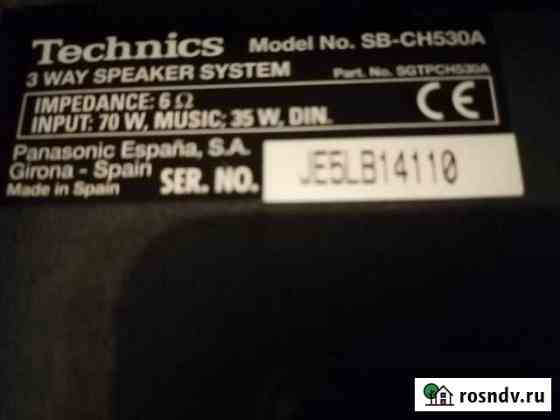 Technics Model No. SB-CH530A
3 WAY SPEAKER SYSTEM Part. No. SGTPCH530A
IMPEDANCE: 6 Ω
INPUT: 70 W, MUSIC: 35 W, DIN.
CE
Panasonic España, S.A.
Girona - Spain
Made in Spain
SER. NO. JE5LB14110
rosndv.ru